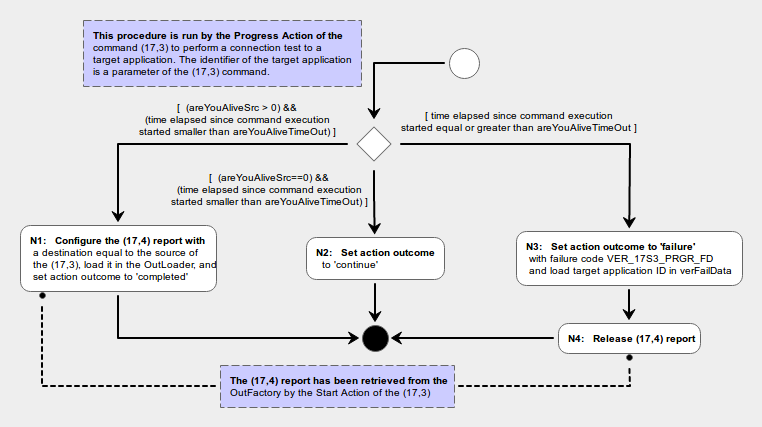 This procedure is run by the Progress Action of the
command (17,3) to perform a connection test to a
target application. The identifier of the target application
is a parameter of the (17,3) command.
[ (areYouAliveSrc > 0) &&
(time elapsed since command execution
started smaller than areYouAliveTimeOut) ]
[ time elapsed since command execution
started equal or greater than areYouAliveTimeOut ]
[ (areYouAliveSrc==0) &&
(time elapsed since command execution
started smaller than areYouAliveTimeOut) ]
N1: Configure the (17,4) report with
a destination equal to the source of
the (17,3), load it in the OutLoader, and
set action outcome to 'completed'
N2: Set action outcome
to 'continue'
N3: Set action outcome to 'failure'
with failure code VER_17S3_PRGR_FD
and load target application ID in verFailData
N4: Release (17,4) report
The (17,4) report has been retrieved from the
OutFactory by the Start Action of the (17,3)